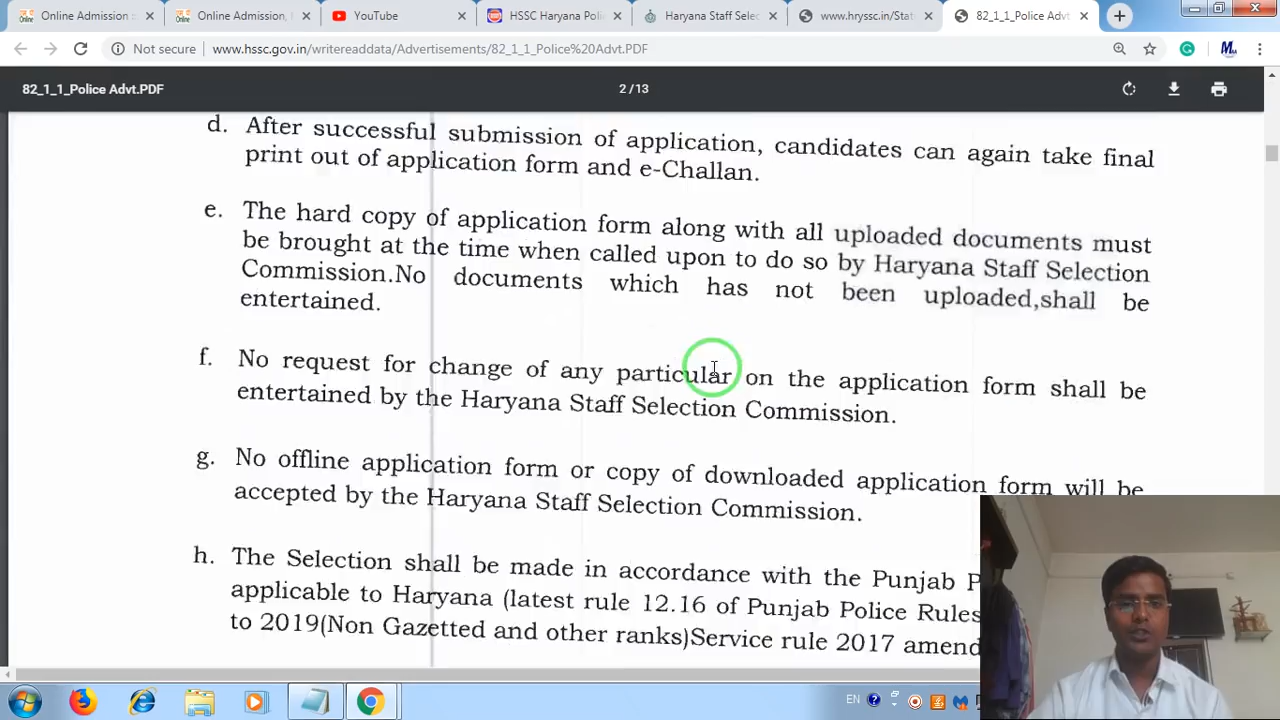 Online Admission
Online Admission,
YouTube
HSSC Haryana Poli
Haryana Staff Selec
www.hryssc.in/Stat
82_1_1_Police Advt.P
Not secure
www.hssc.gov.in/writereaddata/Advertisements/82_1_1_Police%20Advt.PDF
82_1_1_Police Advt.PDF
2 / 13
d. After successful submission of application, candidates can again take final
print out of application form and e-Challan.
e. The hard copy of application form along with all uploaded documents must
be brought at the time when called upon to do so by Haryana Staff Selection
Commission.No documents which has not been uploaded,shall be
entertained.
f. No request for change of any particular on the application form shall be
entertained by the Haryana Staff Selection Commission.
g. No offline application form or copy of downloaded application form will be
accepted by the Haryana Staff Selection Commission.
h. The Selection shall be made in accordance with the Punjab P
applicable to Haryana (latest rule 12.16 of Punjab Police Rules
to 2019(Non Gazetted and other ranks)Service rule 2017 amend
EN